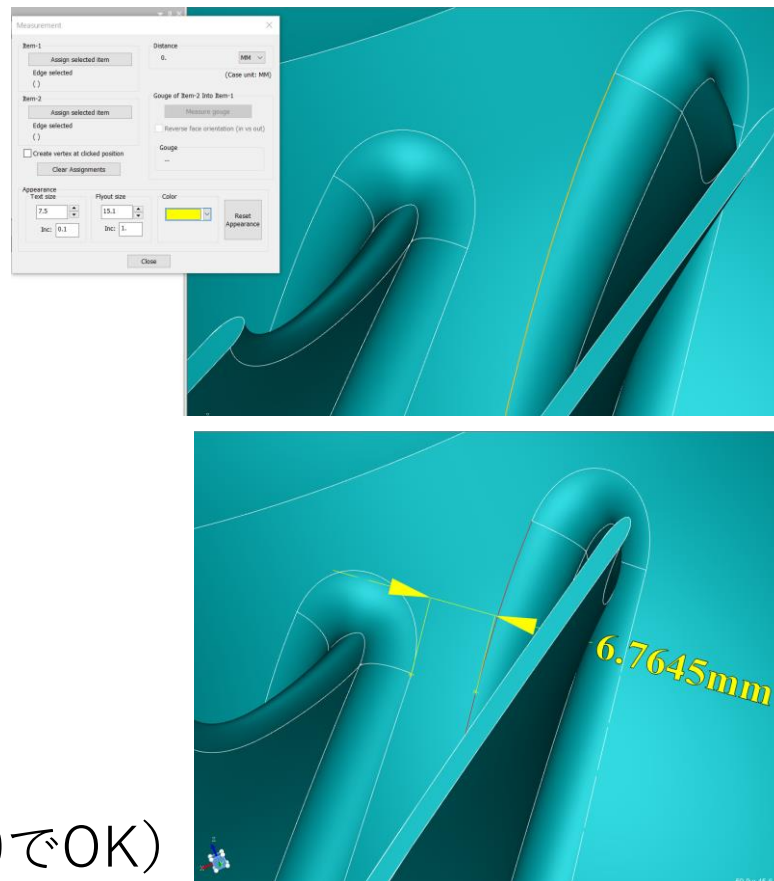 Measurement
Item-1
Assign selected item
Edge selected
( )
Item-2
Assign selected item
Edge selected
( )
Create vertex at clicked position
Clear Assignments
Distance
0.
MM
(Case unit: MM)
Gouge of Item-2 Into Item-1
Measure gouge
Reverse face orientation (in vs out)
Gouge
...
Appearance
Text size
7.5
Inc: 0.1
Flyout size
15.1
Inc: 1.
Color
Reset
Appearance
Close
6.7645mm
でOK)